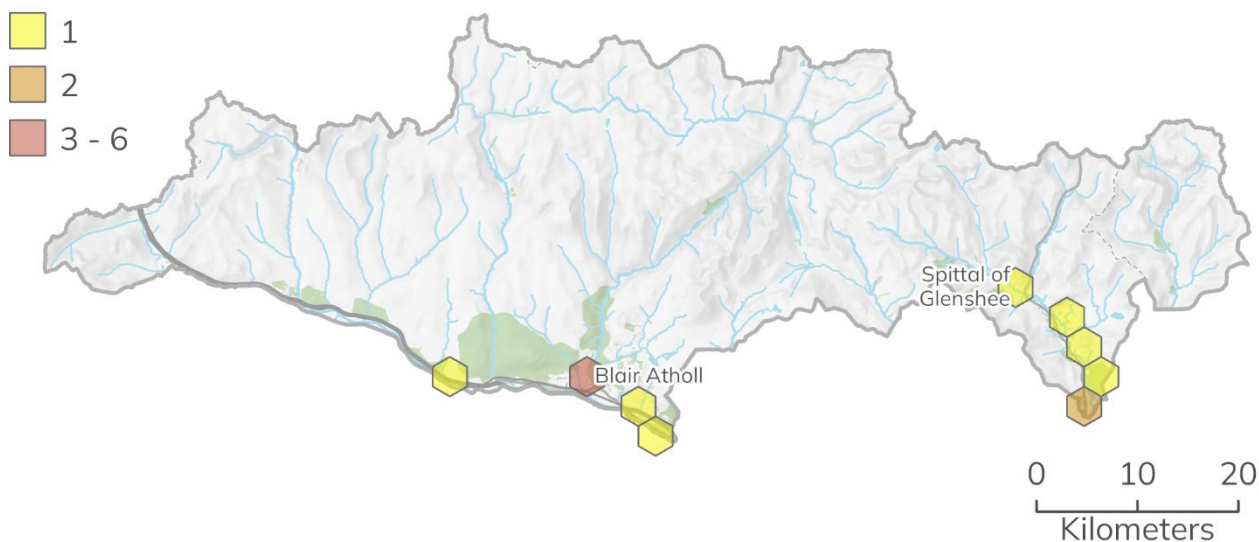 1
2
3 - 6
Spittal of
Glenshee
Blair Atholl
0 10 20
Kilometers